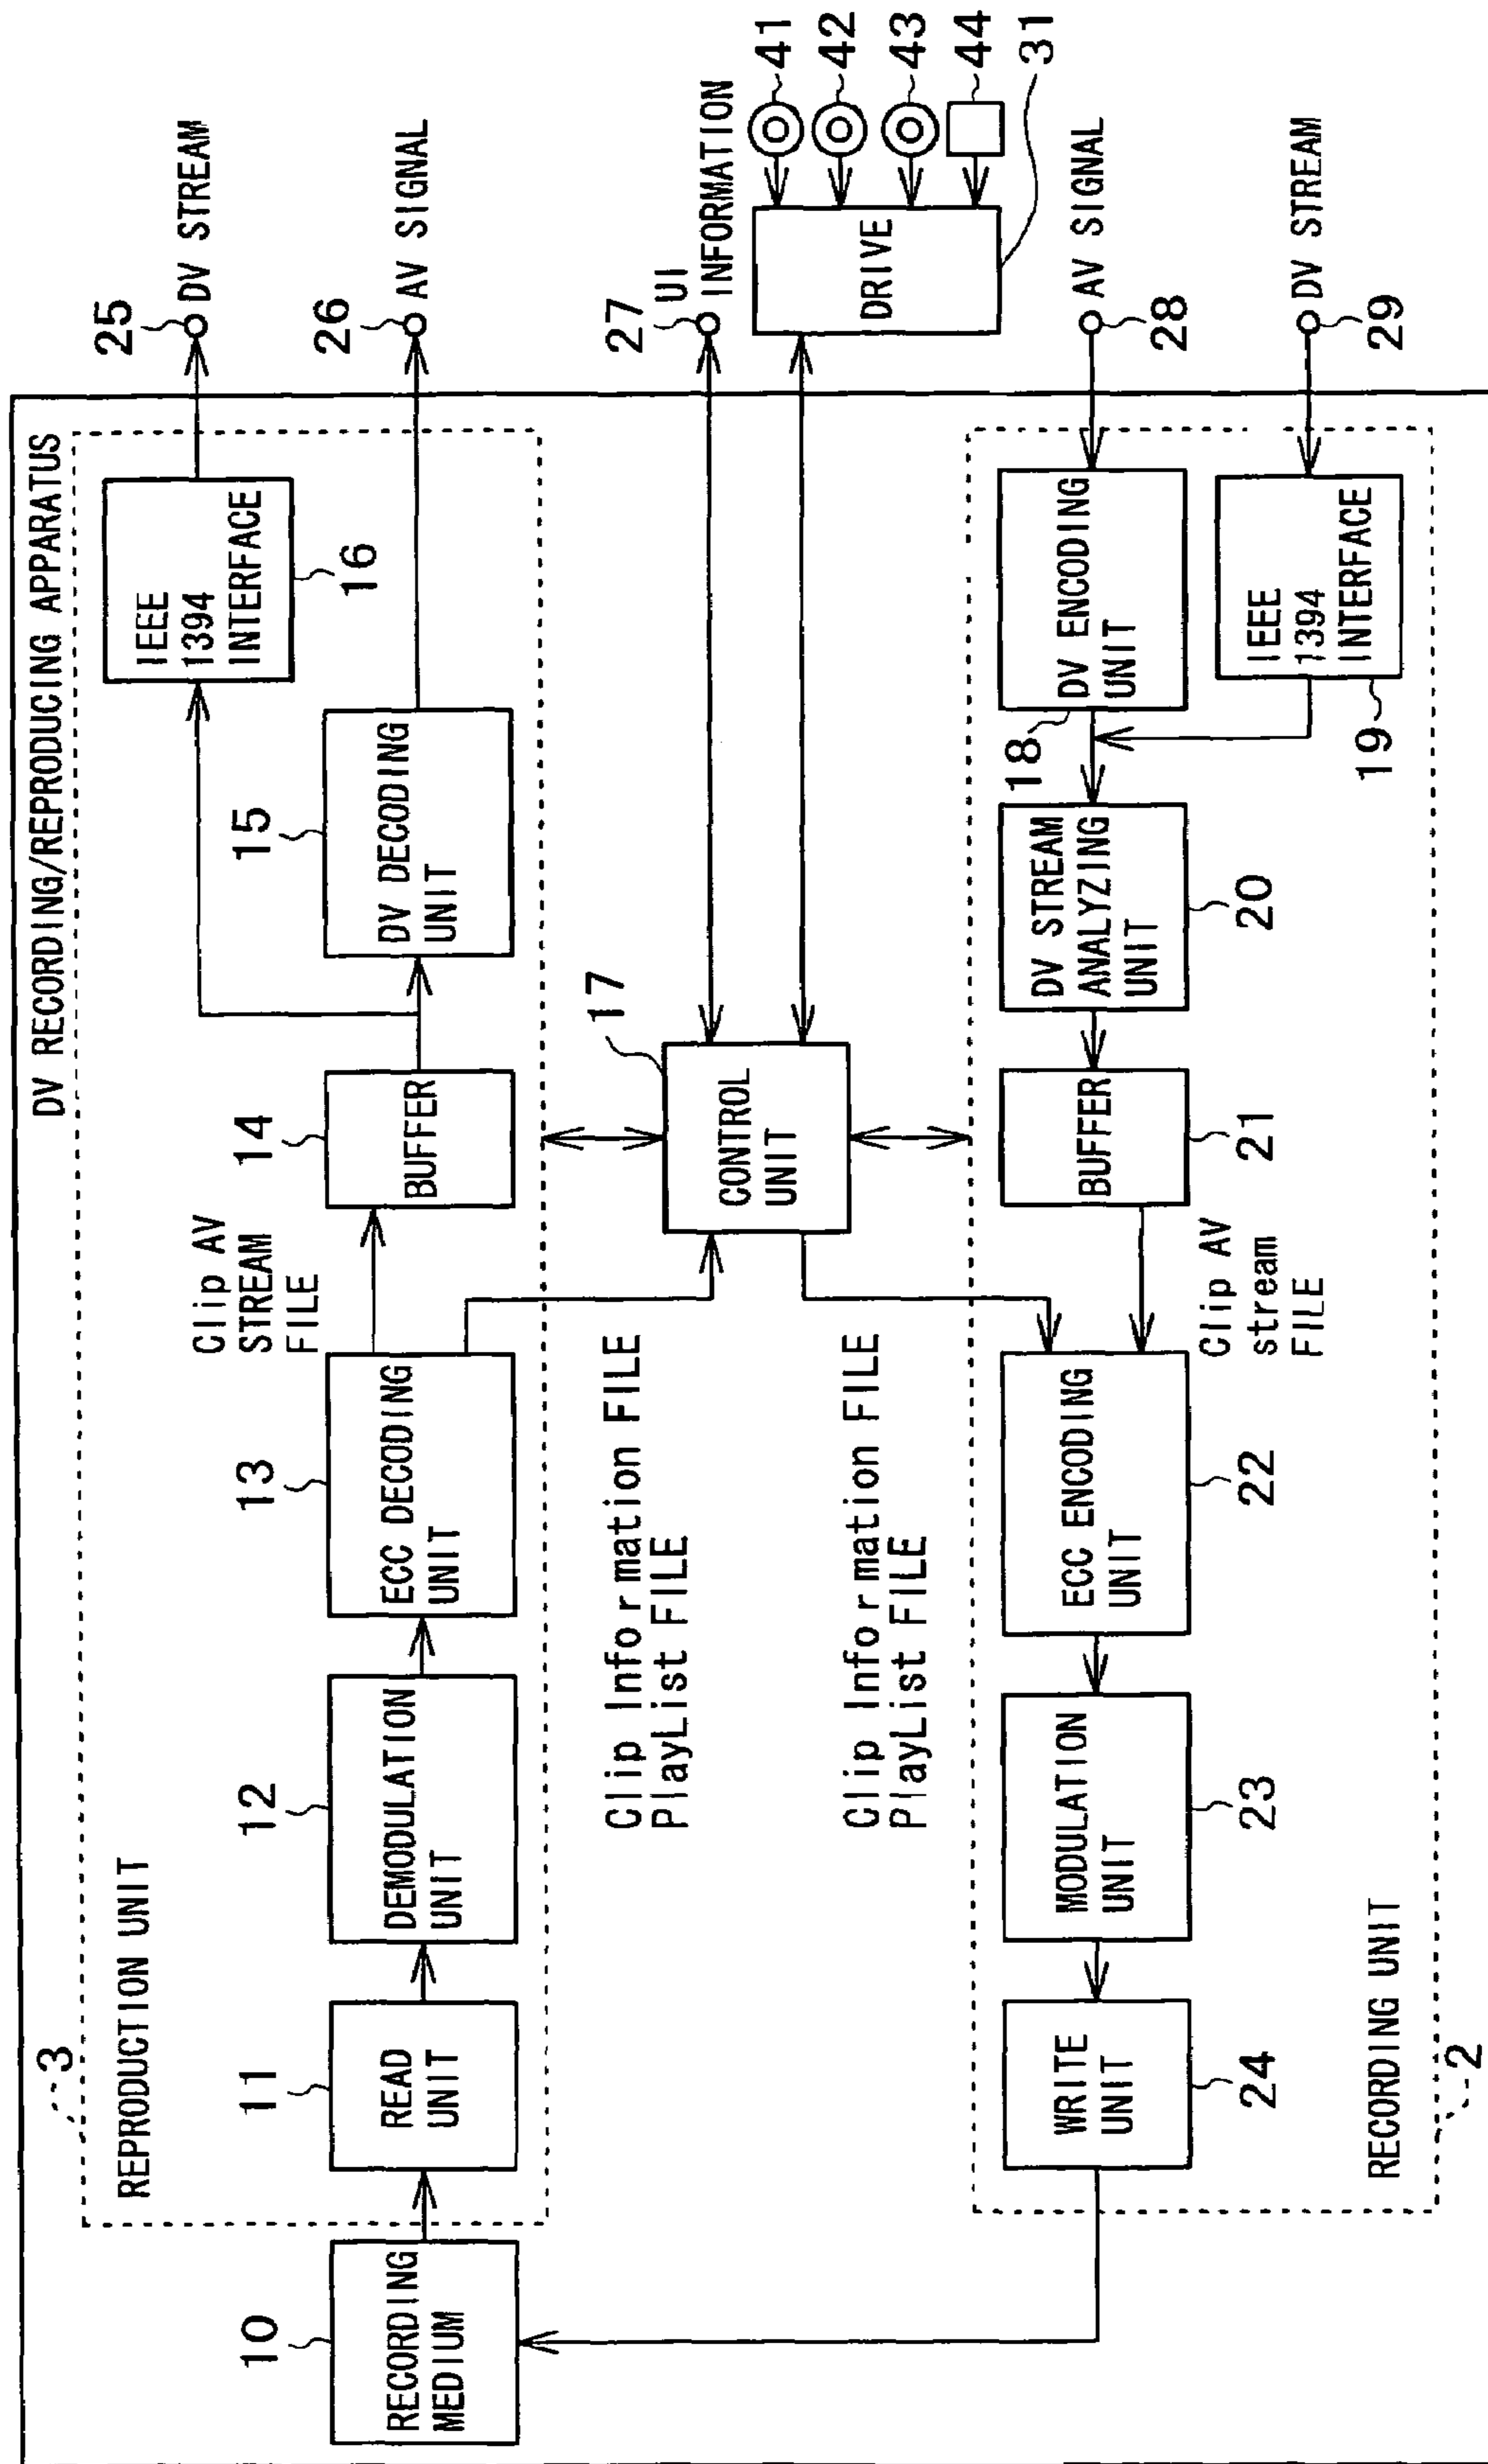 DV RECORDING/REPRODUCING APPARATUS
3
REPRODUCTION UNIT
10
RECORDING
MEDIUM
11
READ
UNIT
12
DEMODULATION
UNIT
13
ECC DECODING
UNIT
Clip AV
STREAM
FILE
14
BUFFER
15
DV DECODING
UNIT
IEEE
1394
INTERFACE
16
25
DV STREAM
26
AV SIGNAL
Clip Information FILE
PlayList FILE
17
CONTROL
UNIT
27
UI
INFORMATION
Clip Information FILE
PlayList FILE
DRIVE
41
42
43
44
31
WRITE
UNIT
24
MODULATION
UNIT
23
ECC ENCODING
UNIT
22
Clip AV
stream
FILE
BUFFER
21
DV STREAM
ANALYZING
UNIT
20
18
DV ENCODING
UNIT
AV SIGNAL
28
IEEE
1394
INTERFACE
19
DV STREAM
29
RECORDING UNIT
2